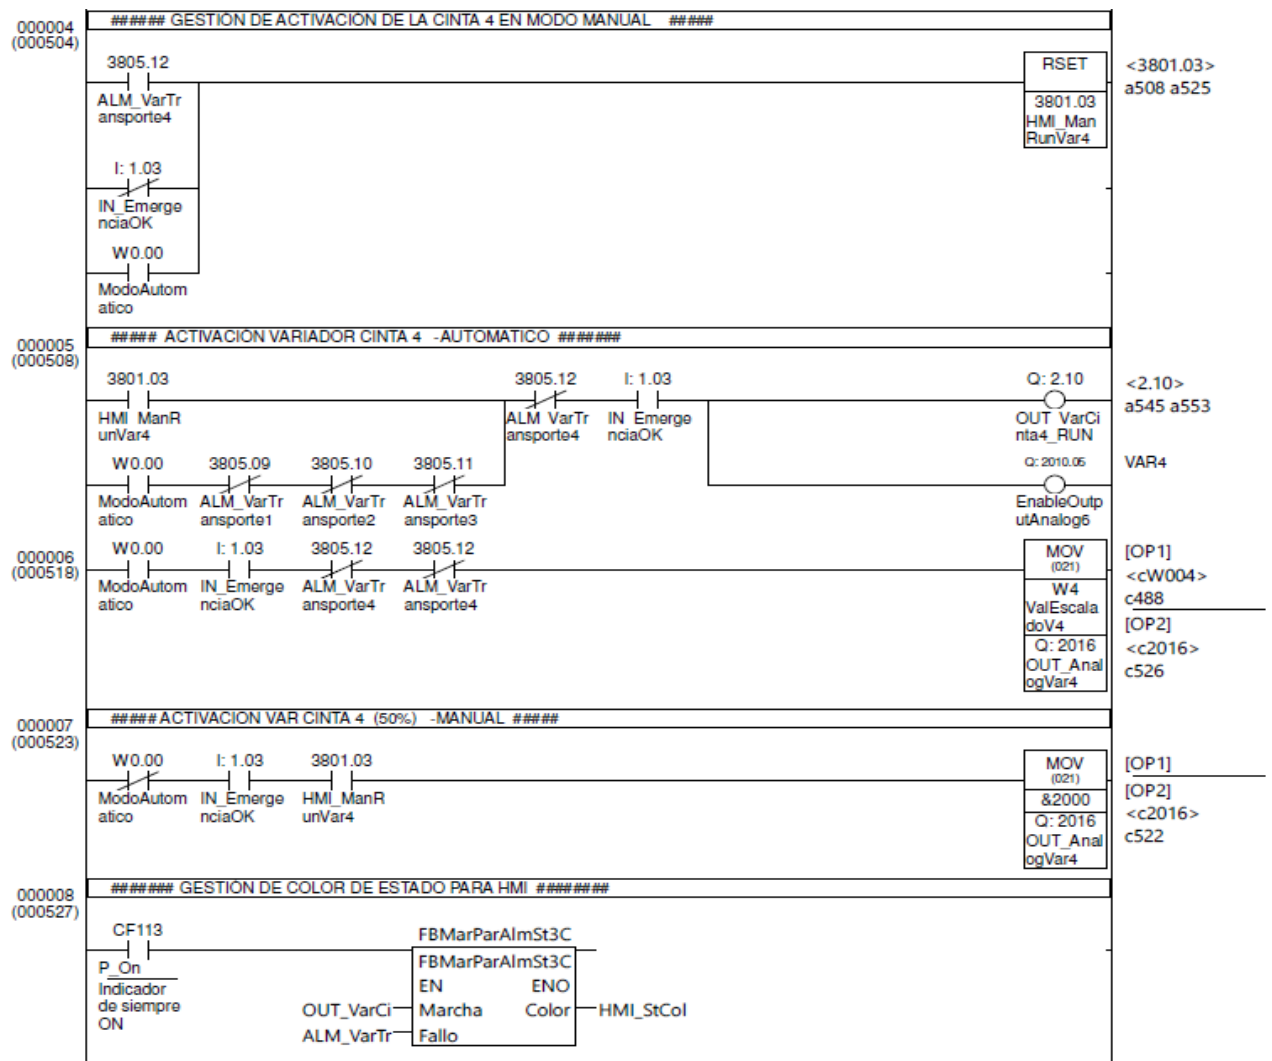 000004
(000504)
###### GESTIÓN DE ACTIVACIÓN DE LA CINTA 4 EN MODO MANUAL #####
3805.12
ALM_VarTr
ansporte4
RSET
3801.03
HMI_Man
RunVar4
<3801.03>
a508 a525
I: 1.03
IN_Emerge
nciaOK
W0.00
ModoAutom
atico
000005
(000508)
##### ACTIVACIÓN VARIADOR CINTA 4 -AUTOMATICO #######
3801.03
HMI_ManR
unVar4
3805.12
ALM_VarTr
ansporte4
I: 1.03
IN_Emerge
nciaOK
Q: 2.10
OUT_VarCi
nta4_RUN
<2.10>
a545 a553
W0.00
ModoAutom
atico
3805.09
ALM_VarTr
ansporte1
3805.10
ALM_VarTr
ansporte2
3805.11
ALM_VarTr
ansporte3
Q: 2010.05
EnableOutp
utAnalog6
VAR4
000006
(000518)
W0.00
ModoAutom
atico
I: 1.03
IN_Emerge
nciaOK
3805.12
ALM_VarTr
ansporte4
3805.12
ALM_VarTr
ansporte4
MOV
(021)
W4
ValEscala
doV4
Q: 2016
OUT_Anal
ogVar4
[OP1]
<cW004>
c488
[OP2]
<c2016>
c526
000007
(000523)
##### ACTIVACION VAR CINTA 4 (50%) -MANUAL #####
W0.00
ModoAutom
atico
I: 1.03
IN_Emerge
nciaOK
3801.03
HMI_ManR
unVar4
MOV
(021)
&2000
Q: 2016
OUT_Anal
ogVar4
[OP1]
[OP2]
<c2016>
c522
000008
(000527)
####### GESTIÓN DE COLOR DE ESTADO PARA HMI ########
CF113
P_On
Indicador
de siempre
ON
FBMarParAlmSt3C
FBMarParAlmSt3C
EN ENO
OUT_VarCi Marcha Color HMI_StCol
ALM_VarTr Fallo